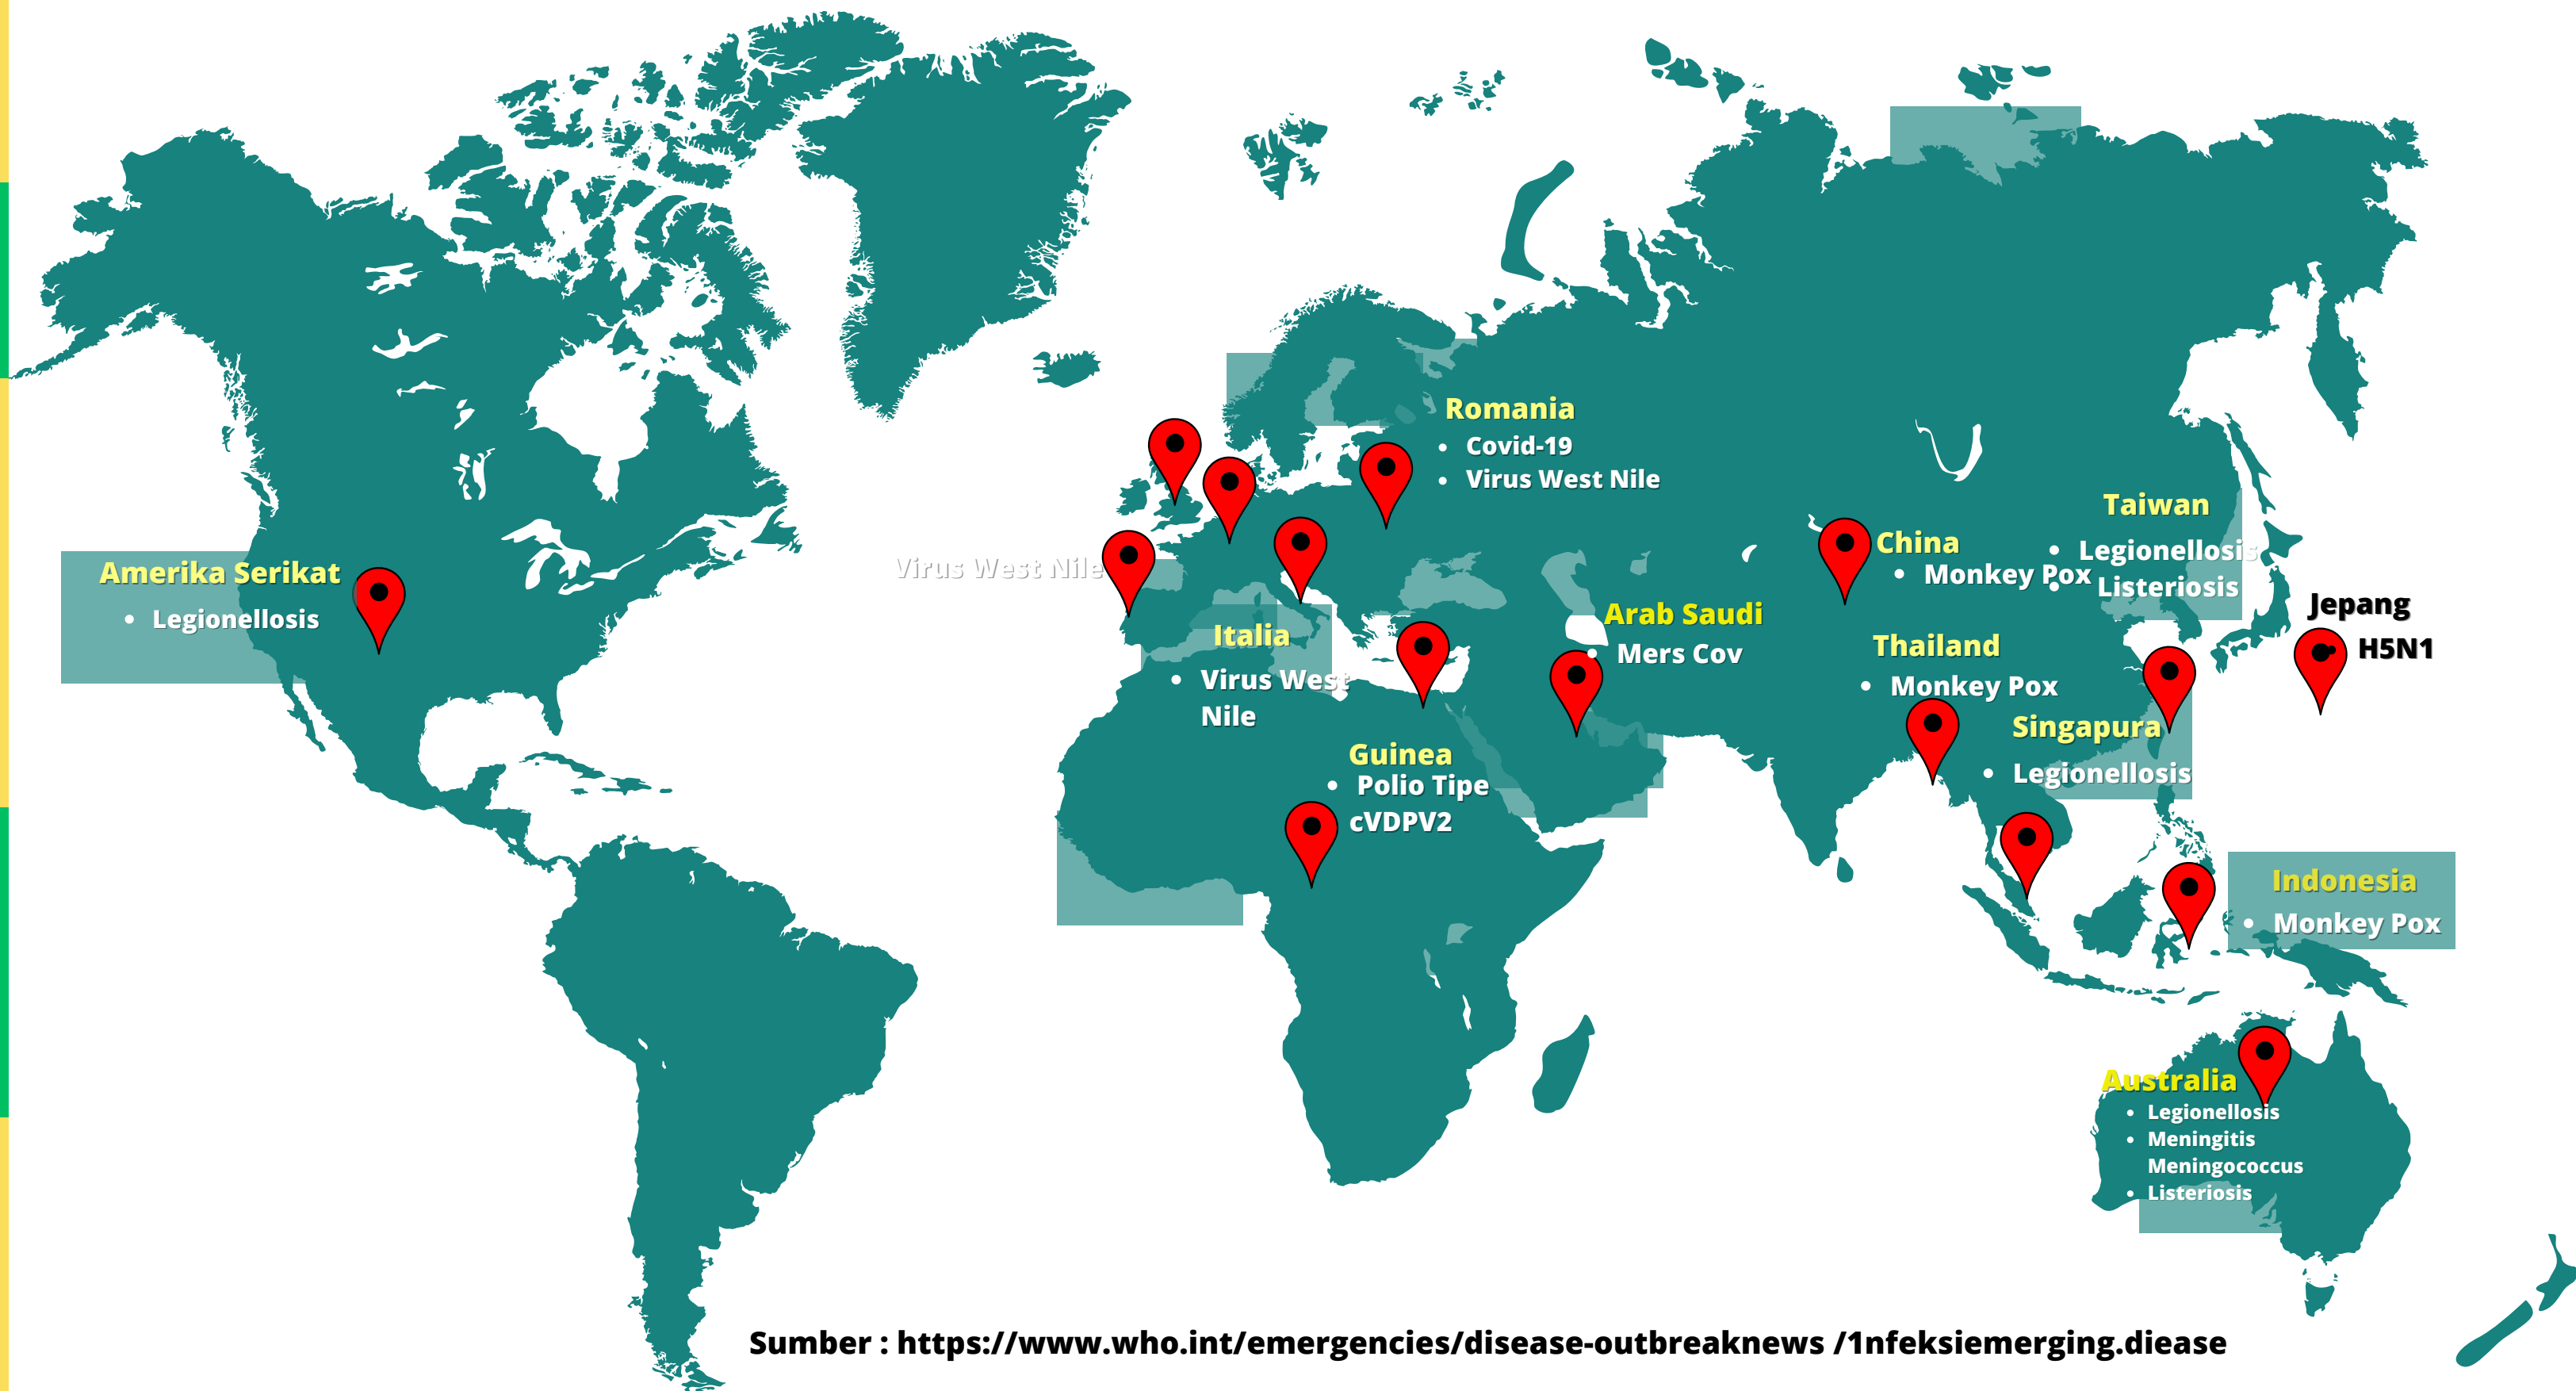 Romania
Covid-19
Virus West Nile
Taiwan
Legionellosis
Listeriosis
China
Monkey Pox
Virus West Nile
Amerika Serikat
Legionellosis
Jepang
H5N1
Arab Saudi
Mers Cov
Italia
Virus West
Nile
Thailand
Monkey Pox
Singapura
Legionellosis
Guinea
Polio Tipe
cVDPV2
Indonesia
Monkey Pox
Australia
Legionellosis
Meningitis
Meningococcus
Listeriosis
Sumber : https://www.who.int/emergencies/disease-outbreaknews /1nfeksiemerging.diease